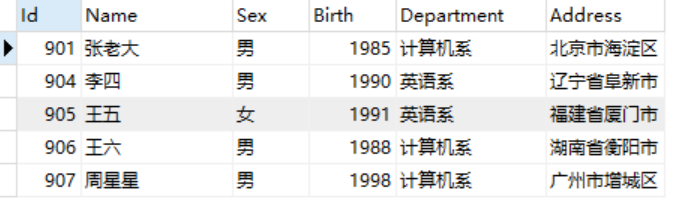 Id Name Sex Birth Department Address
901 张老大 男 1985 计算机系 北京市海淀区
904 李四 男 1990 英语系 辽宁省阜新市
905 王五 女 1991 英语系 福建省厦门市
906 王六 男 1988 计算机系 湖南省衡阳市
907 周星星 男 1998 计算机系 广州市增城区